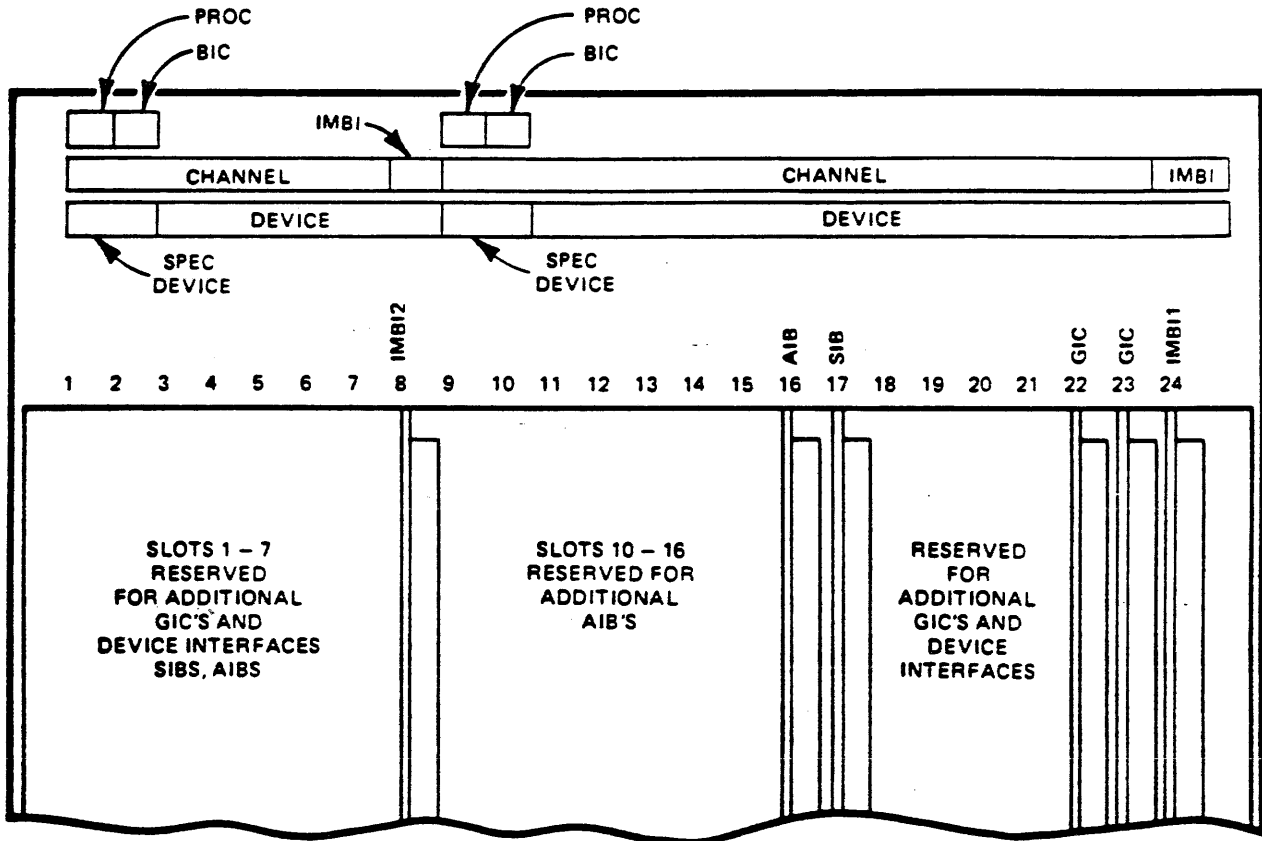 PROC
BIC
PROC
BIC
IMBI
CHANNEL
CHANNEL
IMBI
DEVICE
DEVICE
SPEC
DEVICE
SPEC
DEVICE
IMBI2
AIB
SIB
GIC
GIC
IMBI1
1 2 3 4 5 6 7 8 9 10 11 12 13 14 15 16 17 18 19 20 21 22 23 24
SLOTS 1 – 7
RESERVED
FOR ADDITIONAL
GIC'S AND
DEVICE INTERFACES
SIBS, AIBS
SLOTS 10 – 16
RESERVED FOR
ADDITIONAL
AIB'S
RESERVED
FOR
ADDITIONAL
GIC'S AND
DEVICE
INTERFACES